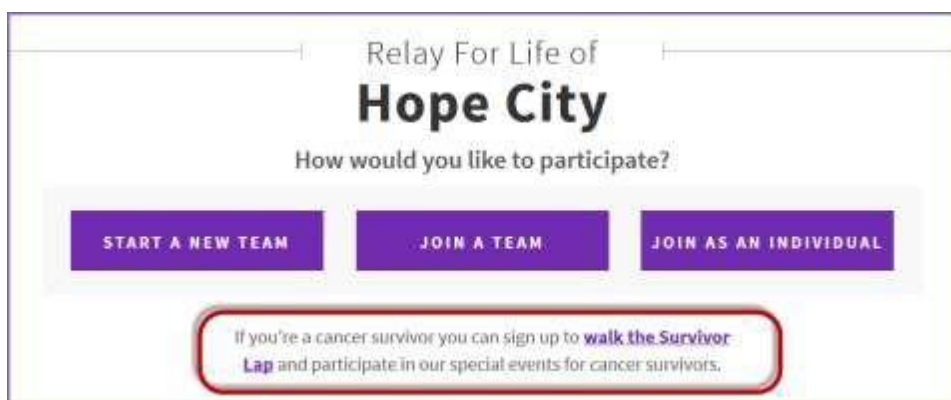 Relay For Life of
Hope City
How would you like to participate?
START A NEW TEAM
JOIN A TEAM
JOIN AS AN INDIVIDUAL
If you're a cancer survivor you can sign up to walk the Survivor
Lap and participate in our special events for cancer survivors.